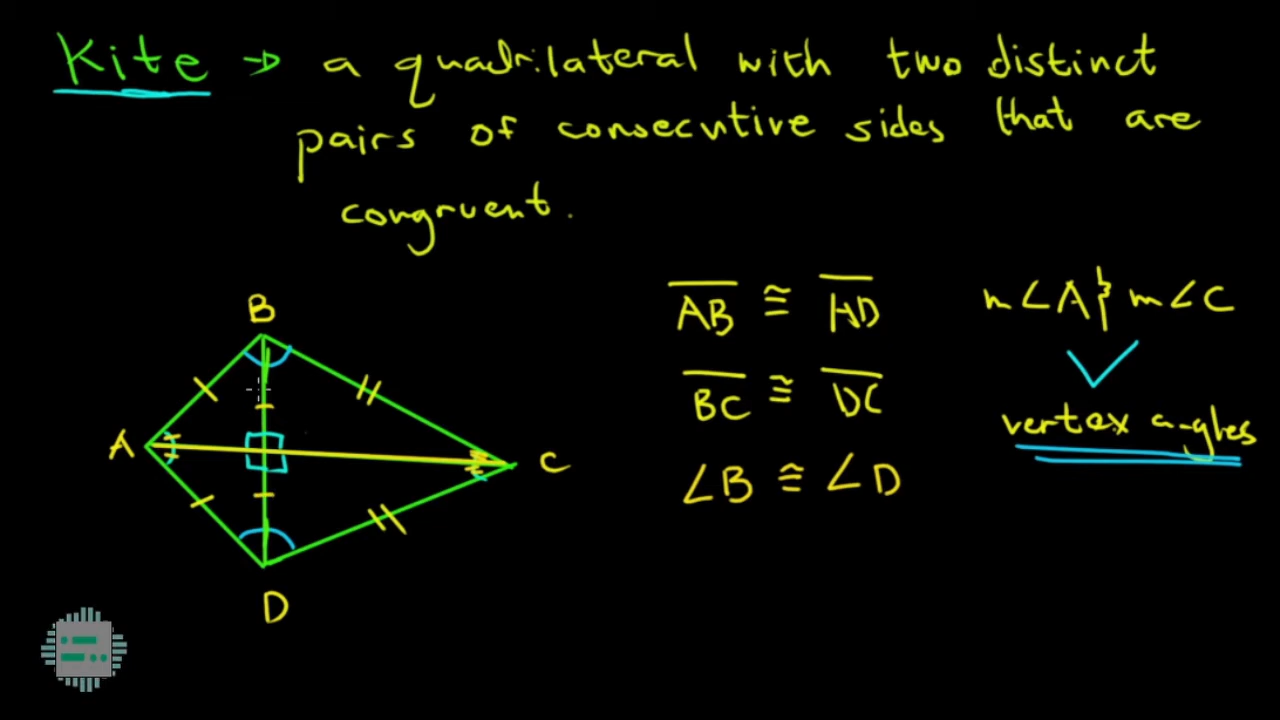 Kite → a quadrilateral with two distinct
pairs of consecutive sides that are
congruent.
B
A
C
D
AB ≅ AD
BC ≅ DC
∠B ≅ ∠D
m∠A } m∠C
vertex angles